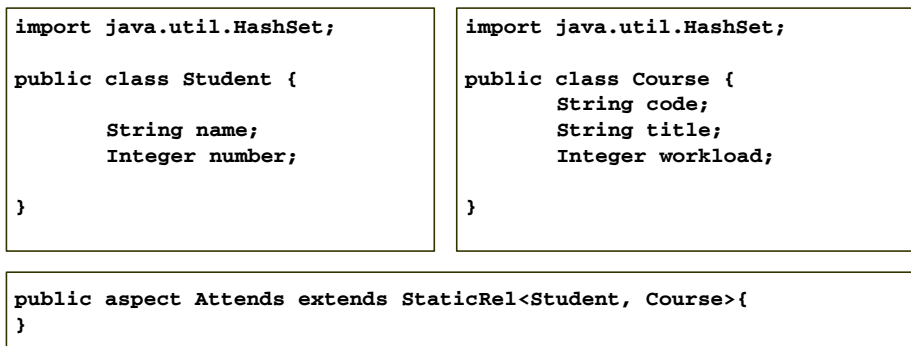 import java.util.HashSet;
public class Student {
String name;
Integer number;
}
import java.util.HashSet;
public class Course {
String code;
String title;
Integer workload;
}
public aspect Attends extends StaticRel<Student, Course>{
}